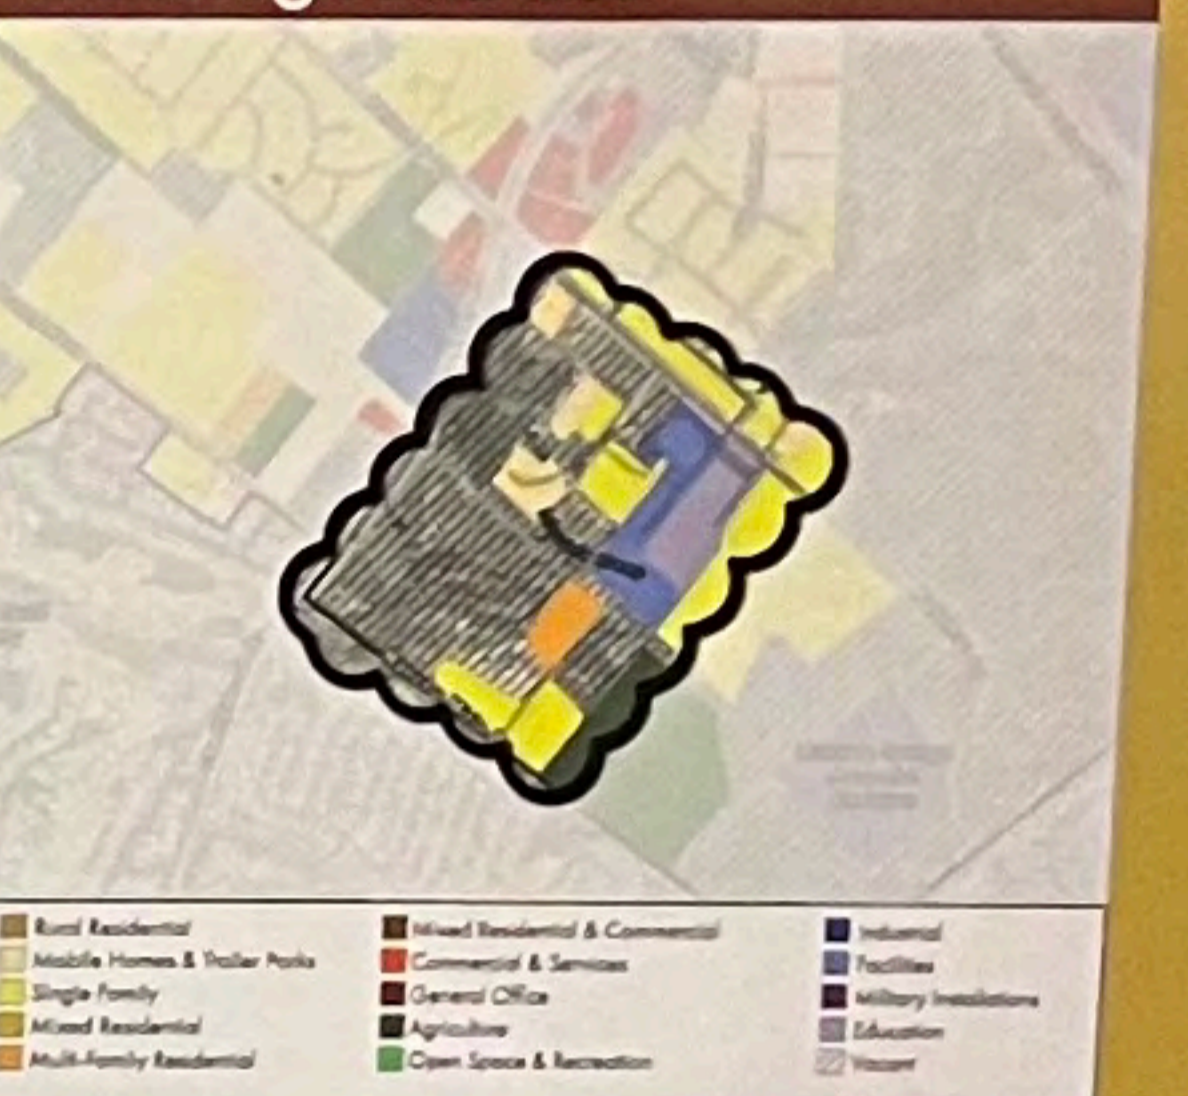 Rural Residential
Mobile Homes & Trailer Parks
Single Family
Mixed Residential
Multi-Family Residential
Mixed Residential & Commercial
Commercial & Services
General Office
Agriculture
Open Space & Recreation
Industrial
Facilities
Military Installations
Education
Vacant